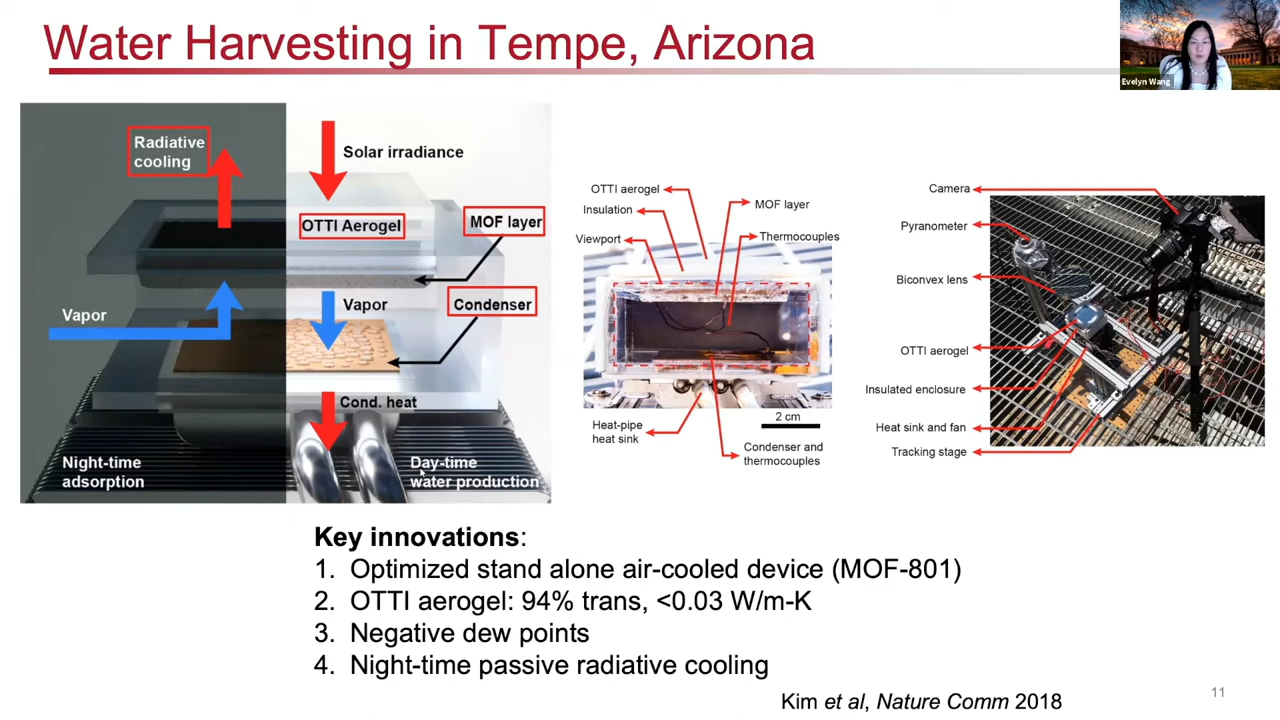 Water Harvesting in Tempe, Arizona
Evelyn Wang
Radiative
cooling
Solar irradiance
OTTI Aerogel
MOF layer
Vapor
Vapor
Condenser
Cond. heat
Night-time
adsorption
Day-time
water production
OTTI aerogel
Insulation
Viewport
MOF layer
Thermocouples
Heat-pipe
heat sink
2 cm
Condenser and
thermocouples
Camera
Pyranometer
Biconvex lens
OTTI aerogel
Insulated enclosure
Heat sink and fan
Tracking stage
Key innovations:
1. Optimized stand alone air-cooled device (MOF-801)
2. OTTI aerogel: 94% trans, <0.03 W/m-K
3. Negative dew points
4. Night-time passive radiative cooling
Kim et al, Nature Comm 2018
11